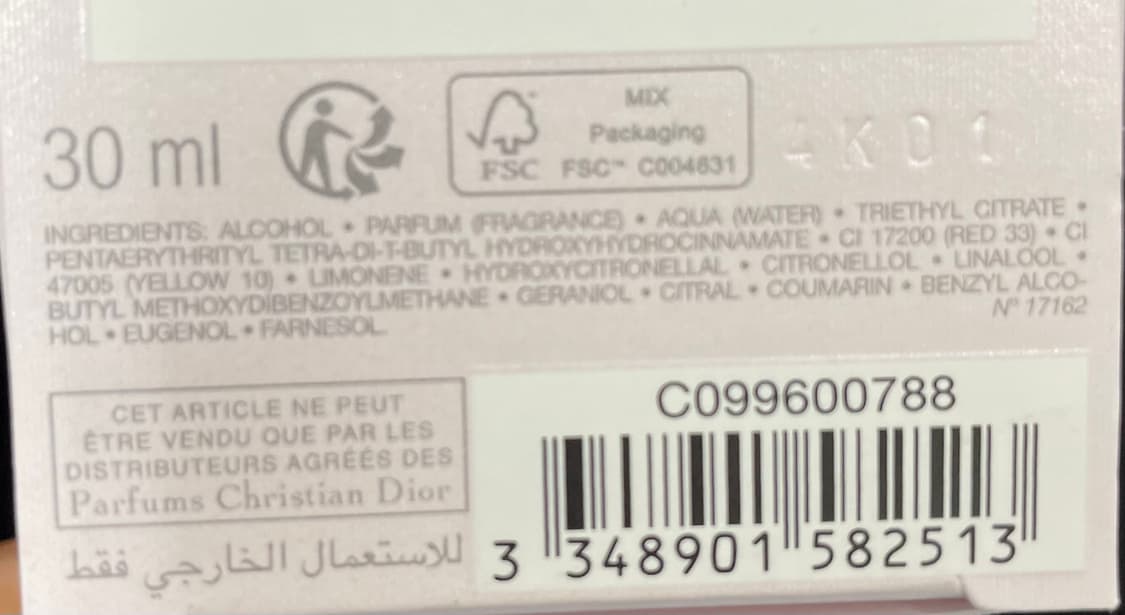 30 ml
FSC
MIX
Packaging
FSC™ C004631
4K01
INGREDIENTS: ALCOHOL • PARFUM (FRAGRANCE) • AQUA (WATER) • TRIETHYL CITRATE •
PENTAERYTHRITYL TETRA-DI-T-BUTYL HYDROXYHYDROCINNAMATE • CI 17200 (RED 33) • CI
47005 (YELLOW 10) • LIMONENE • HYDROXYCITRONELLAL • CITRONELLOL • LINALOOL •
BUTYL METHOXYDIBENZOYLMETHANE • GERANIOL • CITRAL • COUMARIN • BENZYL ALCO-
HOL • EUGENOL • FARNESOL
N° 17162
CET ARTICLE NE PEUT
ÊTRE VENDU QUE PAR LES
DISTRIBUTEURS AGRÉÉS DES
Parfums Christian Dior
للاستعمال الخارجي فقط
C099600788
3 348901 582513